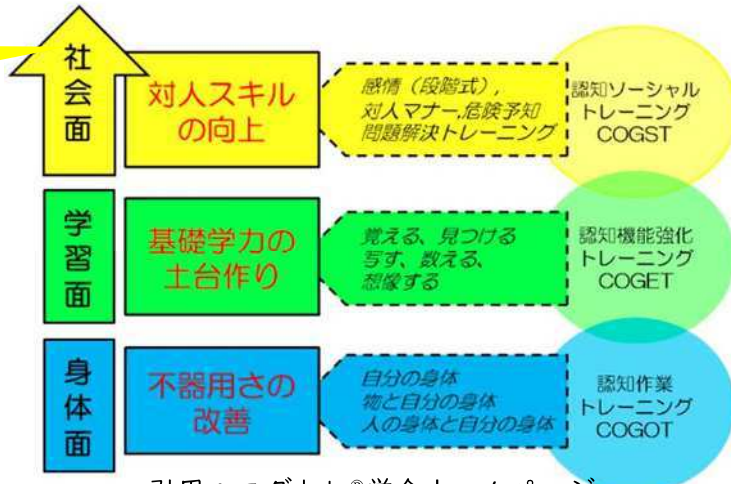 社会面
対人スキル
の向上
感情（段階式），
対人マナー,危険予知
問題解決トレーニング
認知ソーシャル
トレーニング
COGST
学習面
基礎学力の
土台作り
覚える、見つける
写す、数える、
想像する
認知機能強化
トレーニング
COGET
身体面
不器用さの
改善
自分の身体
物と自分の身体
人の身体と自分の身体
認知作業
トレーニング
COGOT